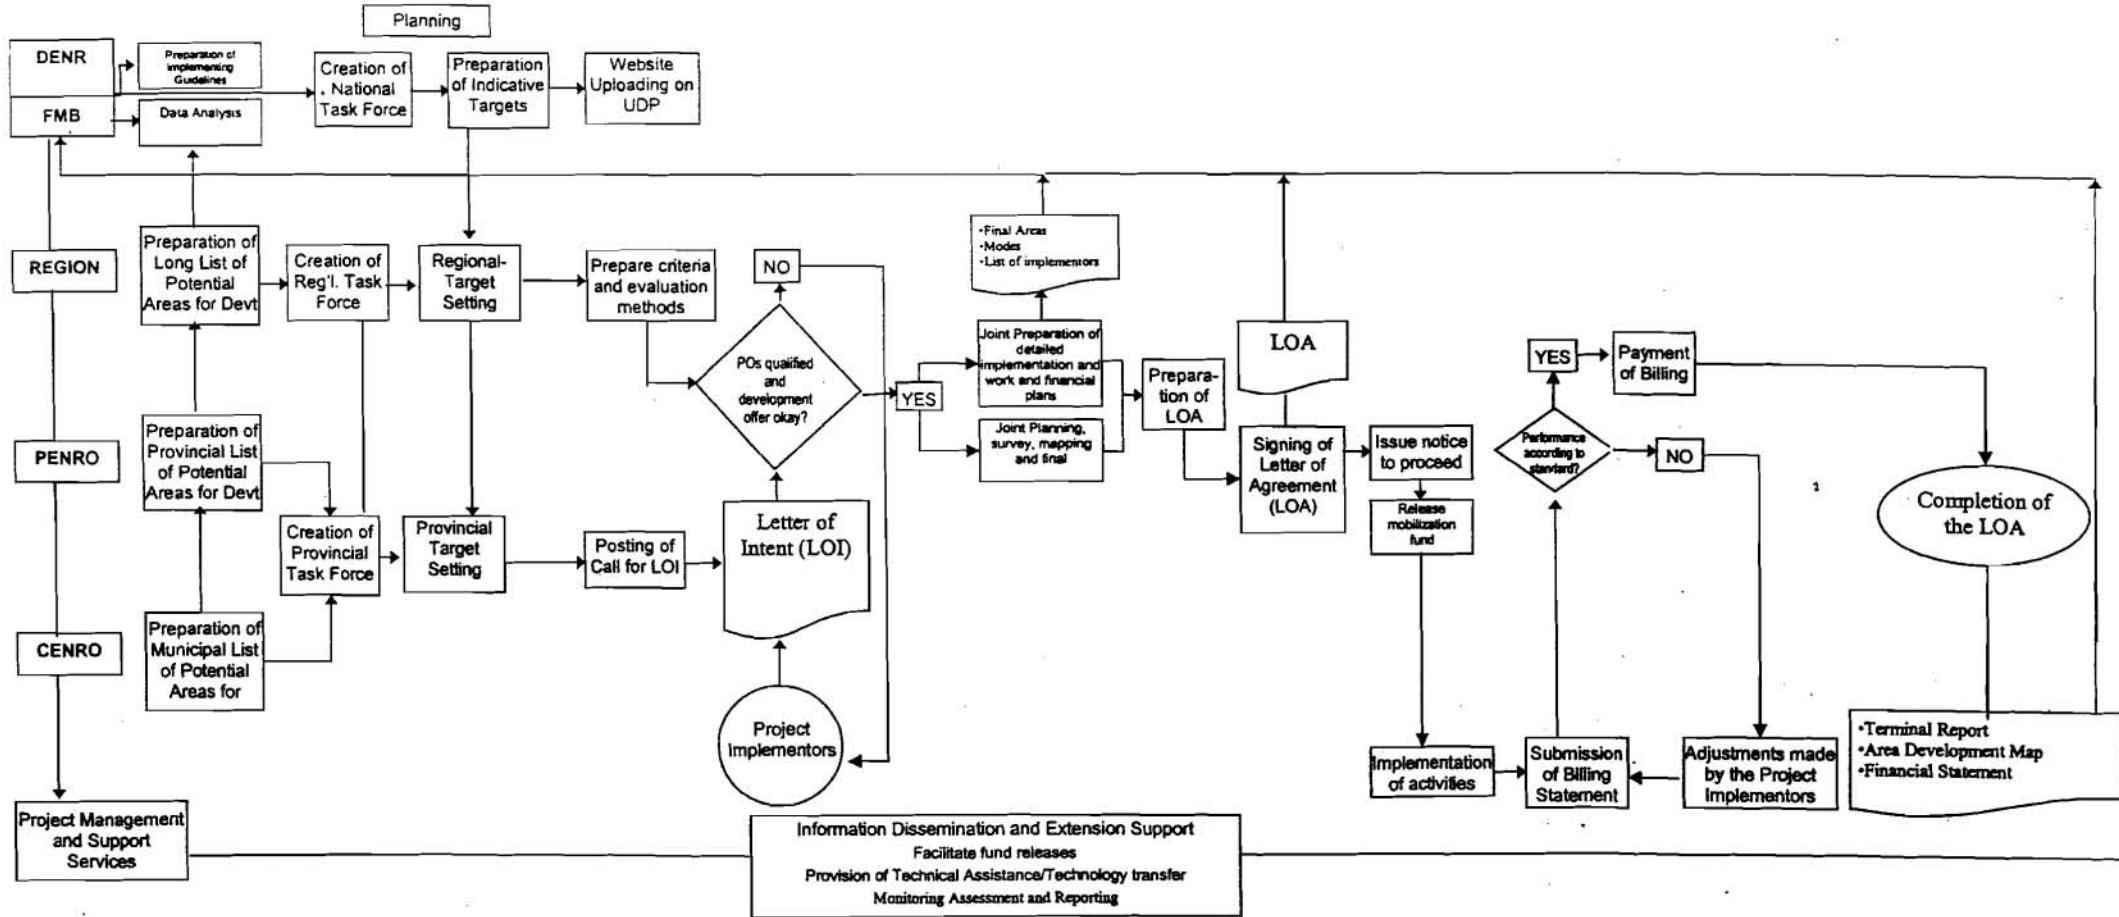 Planning
DENR
FMB
Preparation of
Implementing
Guidelines
Data Analysis
Creation of
National
Task Force
Preparation
of Indicative
Targets
Website
Uploading on
UDP
REGION
Preparation of
Long List of
Potential
Areas for Devt
Creation of
Reg'l. Task
Force
Regional-
Target
Setting
Prepare criteria
and evaluation
methods
NO
POs qualified
and
development
offer okay?
YES
•Final Areas
•Modes
•List of implementors
Joint Preparation of
detailed
implementation and
work and financial
plans
Joint Planning,
survey, mapping
and final
Prepara-
tion of
LOA
LOA
Signing of
Letter of
Agreement
(LOA)
Issue notice
to proceed
Release
mobilization
fund
YES
Payment
of Billing
Performance
according to
standard?
NO
Completion of
the LOA
PENRO
Preparation of
Provincial List
of Potential
Areas for Devt
Creation of
Provincial
Task Force
Provincial
Target
Setting
Posting of
Call for LOI
Letter of
Intent (LOI)
CENRO
Preparation of
Municipal List
of Potential
Areas for
Project
Implementors
Implementation
of activities
Submission
of Billing
Statement
Adjustments made
by the Project
Implementors
•Terminal Report
•Area Development Map
•Financial Statement
Project Management
and Support
Services
Information Dissemination and Extension Support
Facilitate fund releases
Provision of Technical Assistance/Technology transfer
Monitoring Assessment and Reporting